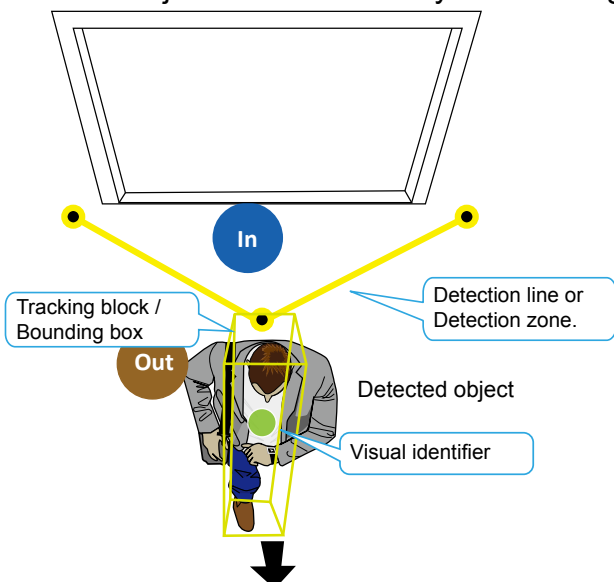 In
Tracking block /
Bounding box
Detection line or
Detection zone.
Out
Detected object
Visual identifier